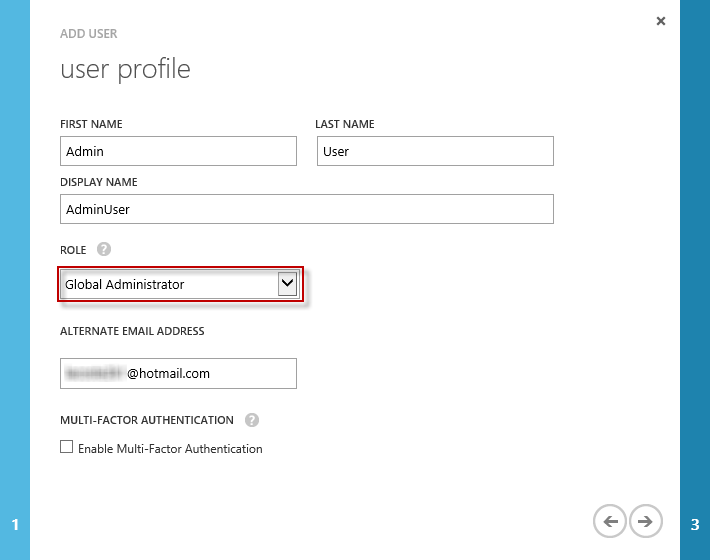 ADD USER
user profile
FIRST NAME LAST NAME
Admin User
DISPLAY NAME
AdminUser
ROLE ?
Global Administrator
ALTERNATE EMAIL ADDRESS
@hotmail.com
MULTI-FACTOR AUTHENTICATION ?
Enable Multi-Factor Authentication
1 3